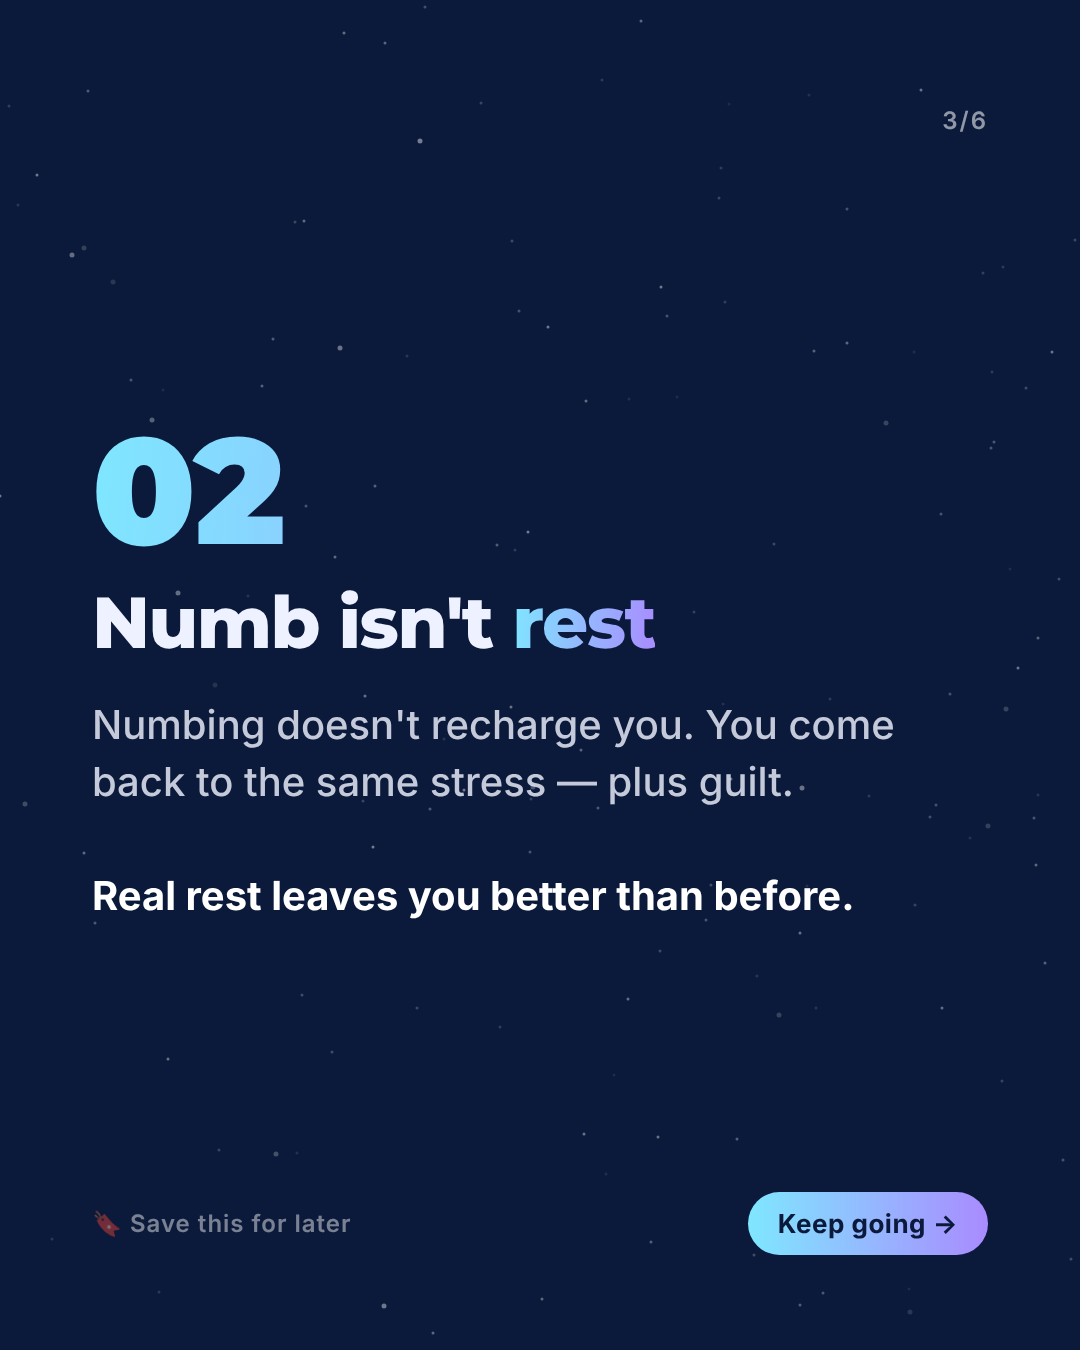 3/6
02
Numb isn't rest
Numbing doesn't recharge you. You come
back to the same stress — plus guilt.
Real rest leaves you better than before.
🔖 Save this for later
Keep going →